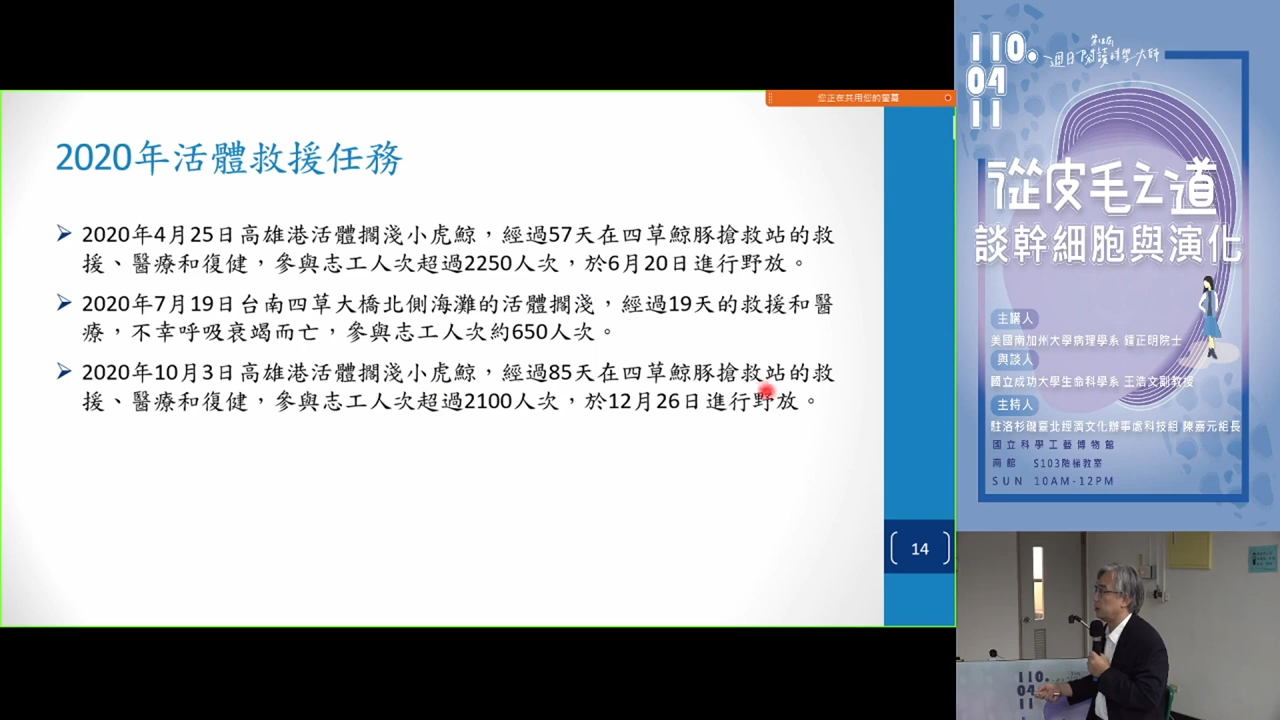 您正在共用您的螢幕
2020年活體救援任務
2020年4月25日高雄港活體擱淺小虎鯨，經過57天在四草鯨豚搶救站的救
援、醫療和復健，參與志工人次超過2250人次，於6月20日進行野放。
2020年7月19日台南四草大橋北側海灘的活體擱淺，經過19天的救援和醫
療，不幸呼吸衰竭而亡，參與志工人次約650人次。
2020年10月3日高雄港活體擱淺小虎鯨，經過85天在四草鯨豚搶救站的救
援、醫療和復健，參與志工人次超過2100人次，於12月26日進行野放。
14
110.
04
11
週日閱讀科學大師
從皮毛之道
談幹細胞與演化
主講人
美國南加州大學病理學系 鍾正明院士
與談人
國立成功大學生命科學系 王浩文副教授
主持人
駐洛杉磯臺北經濟文化辦事處科技組 陳嘉元組長
國立科學工藝博物館
南館 S103階梯教室
SUN 10AM-12PM
110.
04
11